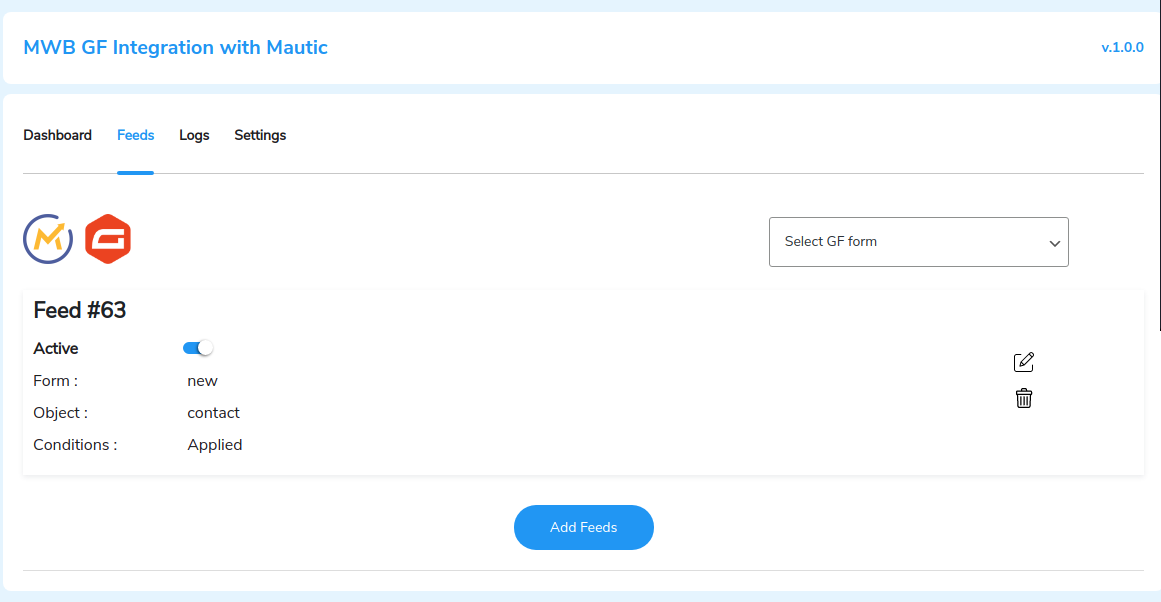 MWB GF Integration with Mautic
v.1.0.0
Dashboard Feeds Logs Settings
Select GF form
Feed #63
Active
Form : new
Object : contact
Conditions : Applied
Add Feeds